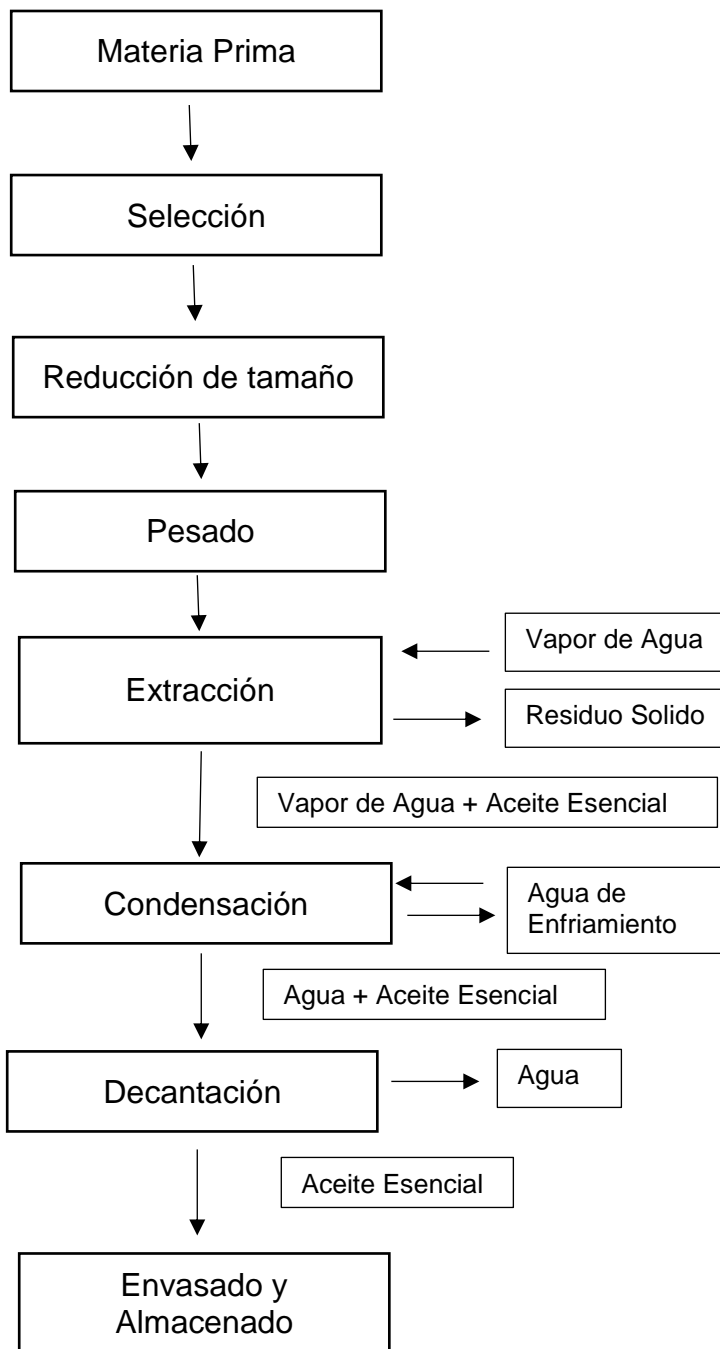 Materia Prima
Selección
Reducción de tamaño
Pesado
Vapor de Agua
Extracción
Residuo Solido
Vapor de Agua + Aceite Esencial
Condensación
Agua de
Enfriamiento
Agua + Aceite Esencial
Decantación
Agua
Aceite Esencial
Envasado y
Almacenado